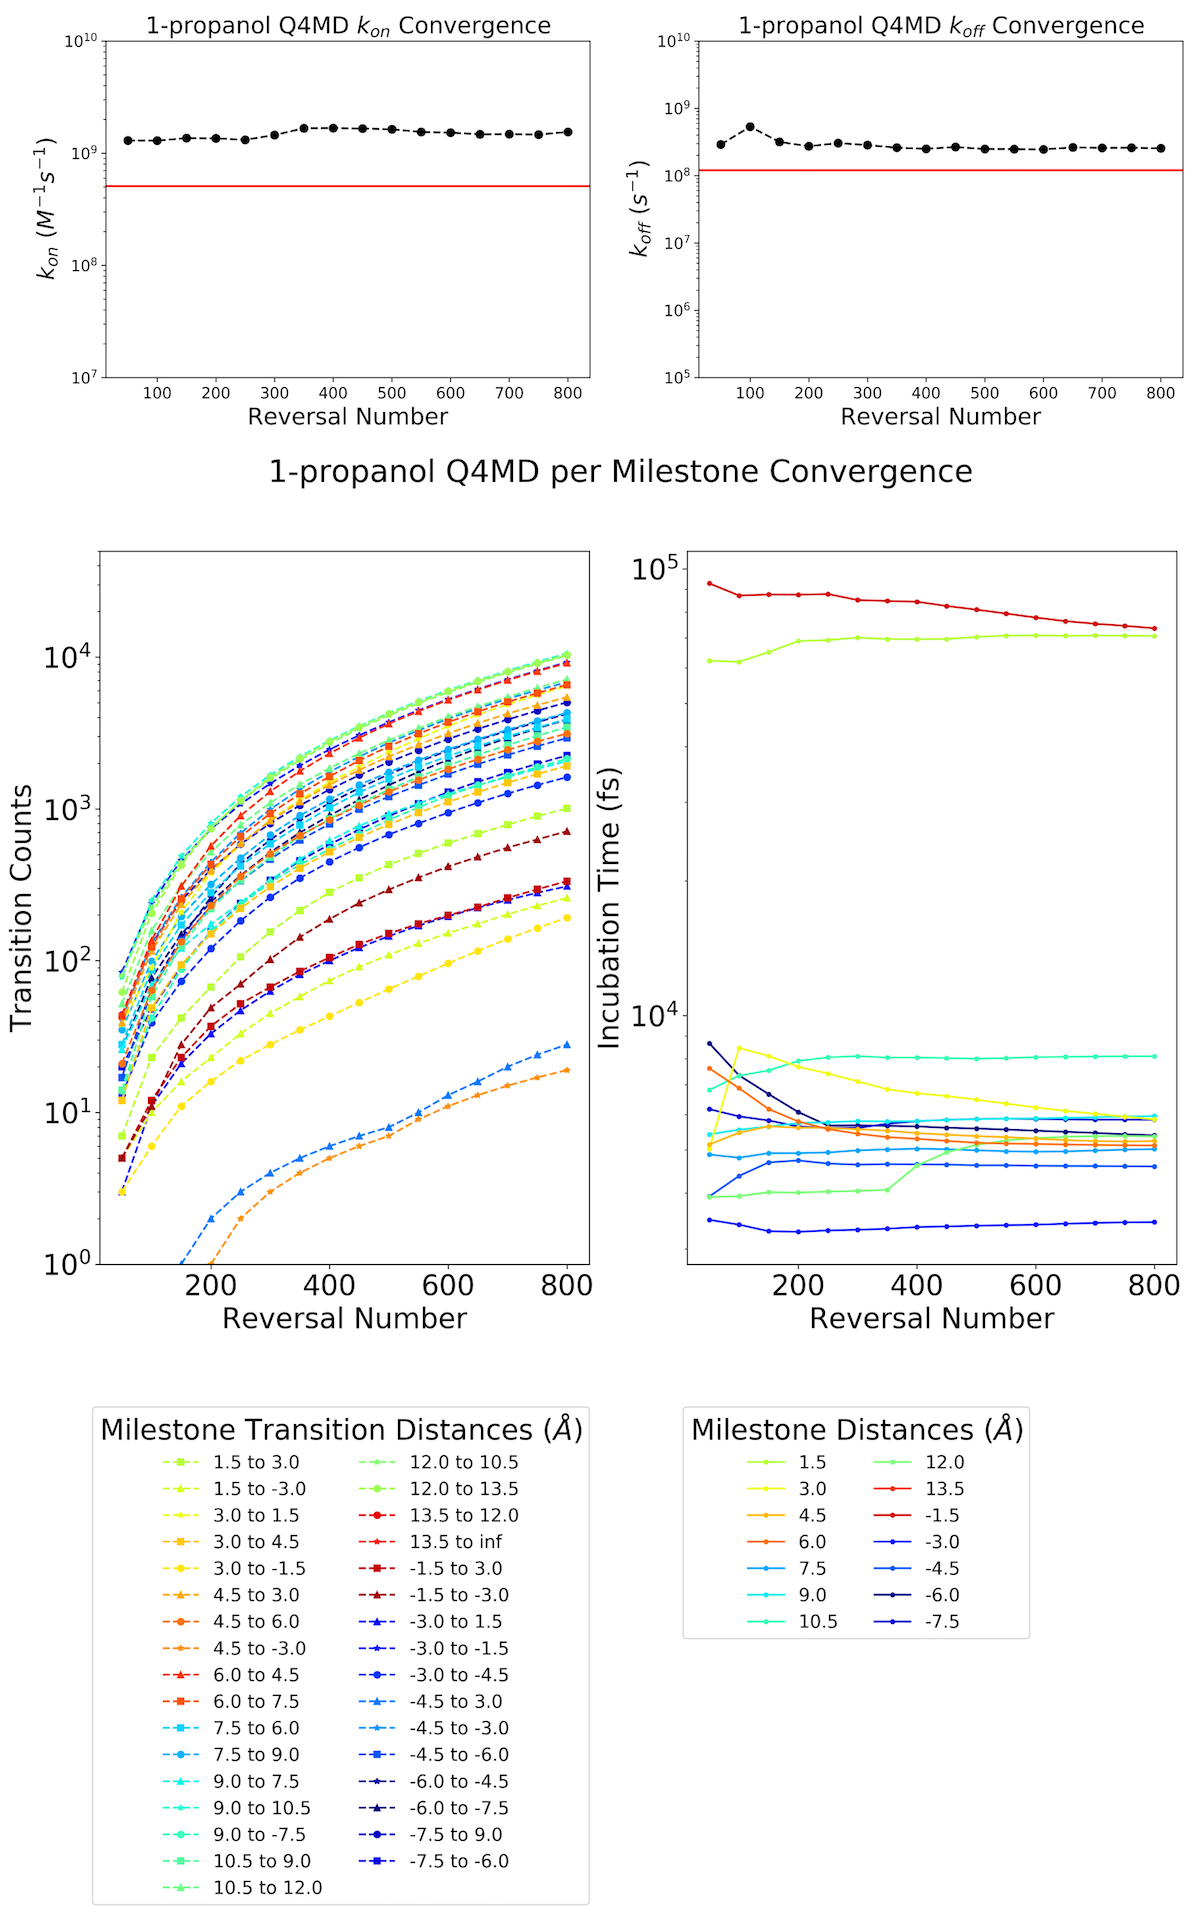 1-propanol Q4MD k_on Convergence
10^10
10^9
10^8
10^7
k_on (M^−1 s^−1)
100 200 300 400 500 600 700 800
Reversal Number
1-propanol Q4MD k_off Convergence
10^10
10^9
10^8
10^7
10^6
10^5
k_off (s^−1)
100 200 300 400 500 600 700 800
Reversal Number
1-propanol Q4MD per Milestone Convergence
10^4
10^3
10^2
10^1
10^0
Transition Counts
200 400 600 800
Reversal Number
10^5
10^4
Incubation Time (fs)
200 400 600 800
Reversal Number
Milestone Transition Distances (Å)
1.5 to 3.0
1.5 to -3.0
3.0 to 1.5
3.0 to 4.5
3.0 to -1.5
4.5 to 3.0
4.5 to 6.0
4.5 to -3.0
6.0 to 4.5
6.0 to 7.5
7.5 to 6.0
7.5 to 9.0
9.0 to 7.5
9.0 to 10.5
9.0 to -7.5
10.5 to 9.0
10.5 to 12.0
12.0 to 10.5
12.0 to 13.5
13.5 to 12.0
13.5 to inf
-1.5 to 3.0
-1.5 to -3.0
-3.0 to 1.5
-3.0 to -1.5
-3.0 to -4.5
-4.5 to 3.0
-4.5 to -3.0
-4.5 to -6.0
-6.0 to -4.5
-6.0 to -7.5
-7.5 to 9.0
-7.5 to -6.0
Milestone Distances (Å)
1.5
3.0
4.5
6.0
7.5
9.0
10.5
12.0
13.5
-1.5
-3.0
-4.5
-6.0
-7.5